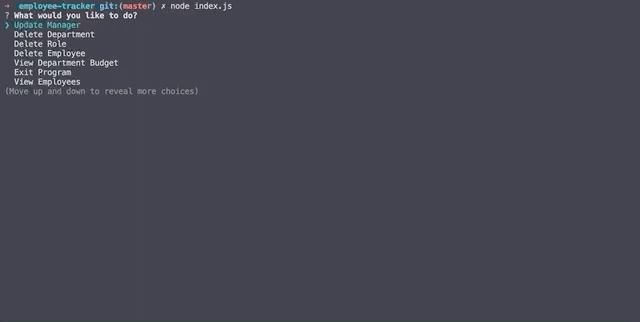 → employee-tracker git:(master) ✗ node index.js
? What would you like to do?
❯ Update Manager
Delete Department
Delete Role
Delete Employee
View Department Budget
Exit Program
View Employees
(Move up and down to reveal more choices)